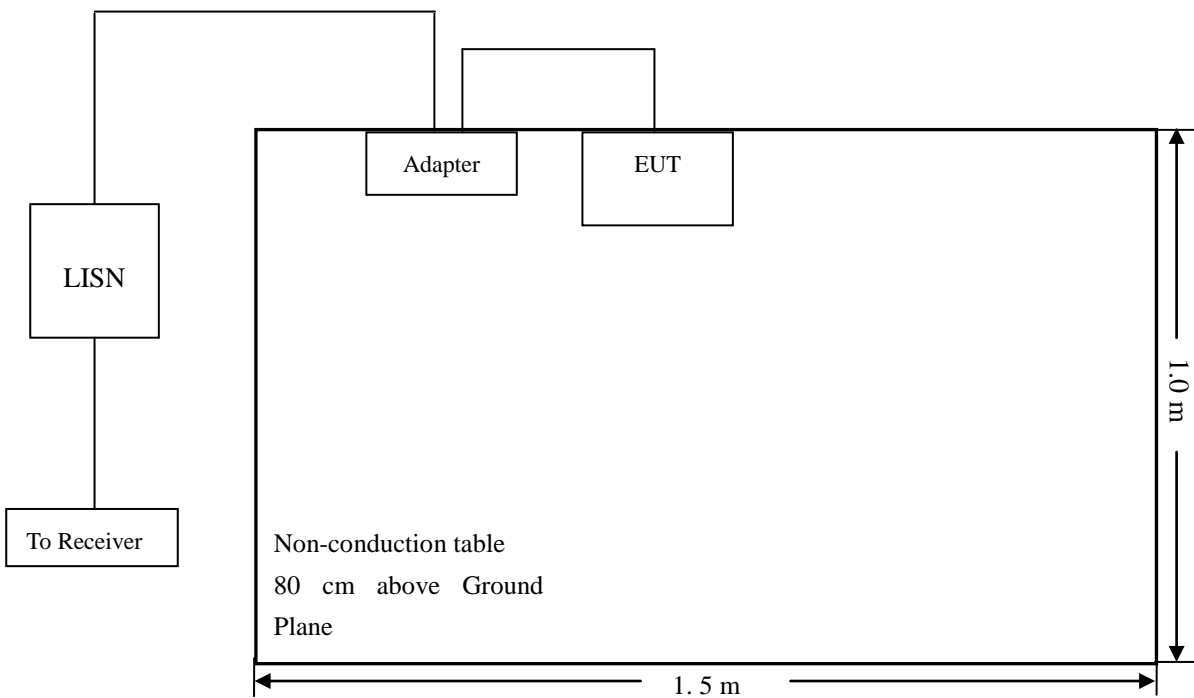 Adapter
EUT
LISN
1.0 m
To Receiver
Non-conduction table
80 cm above Ground
Plane
1. 5 m